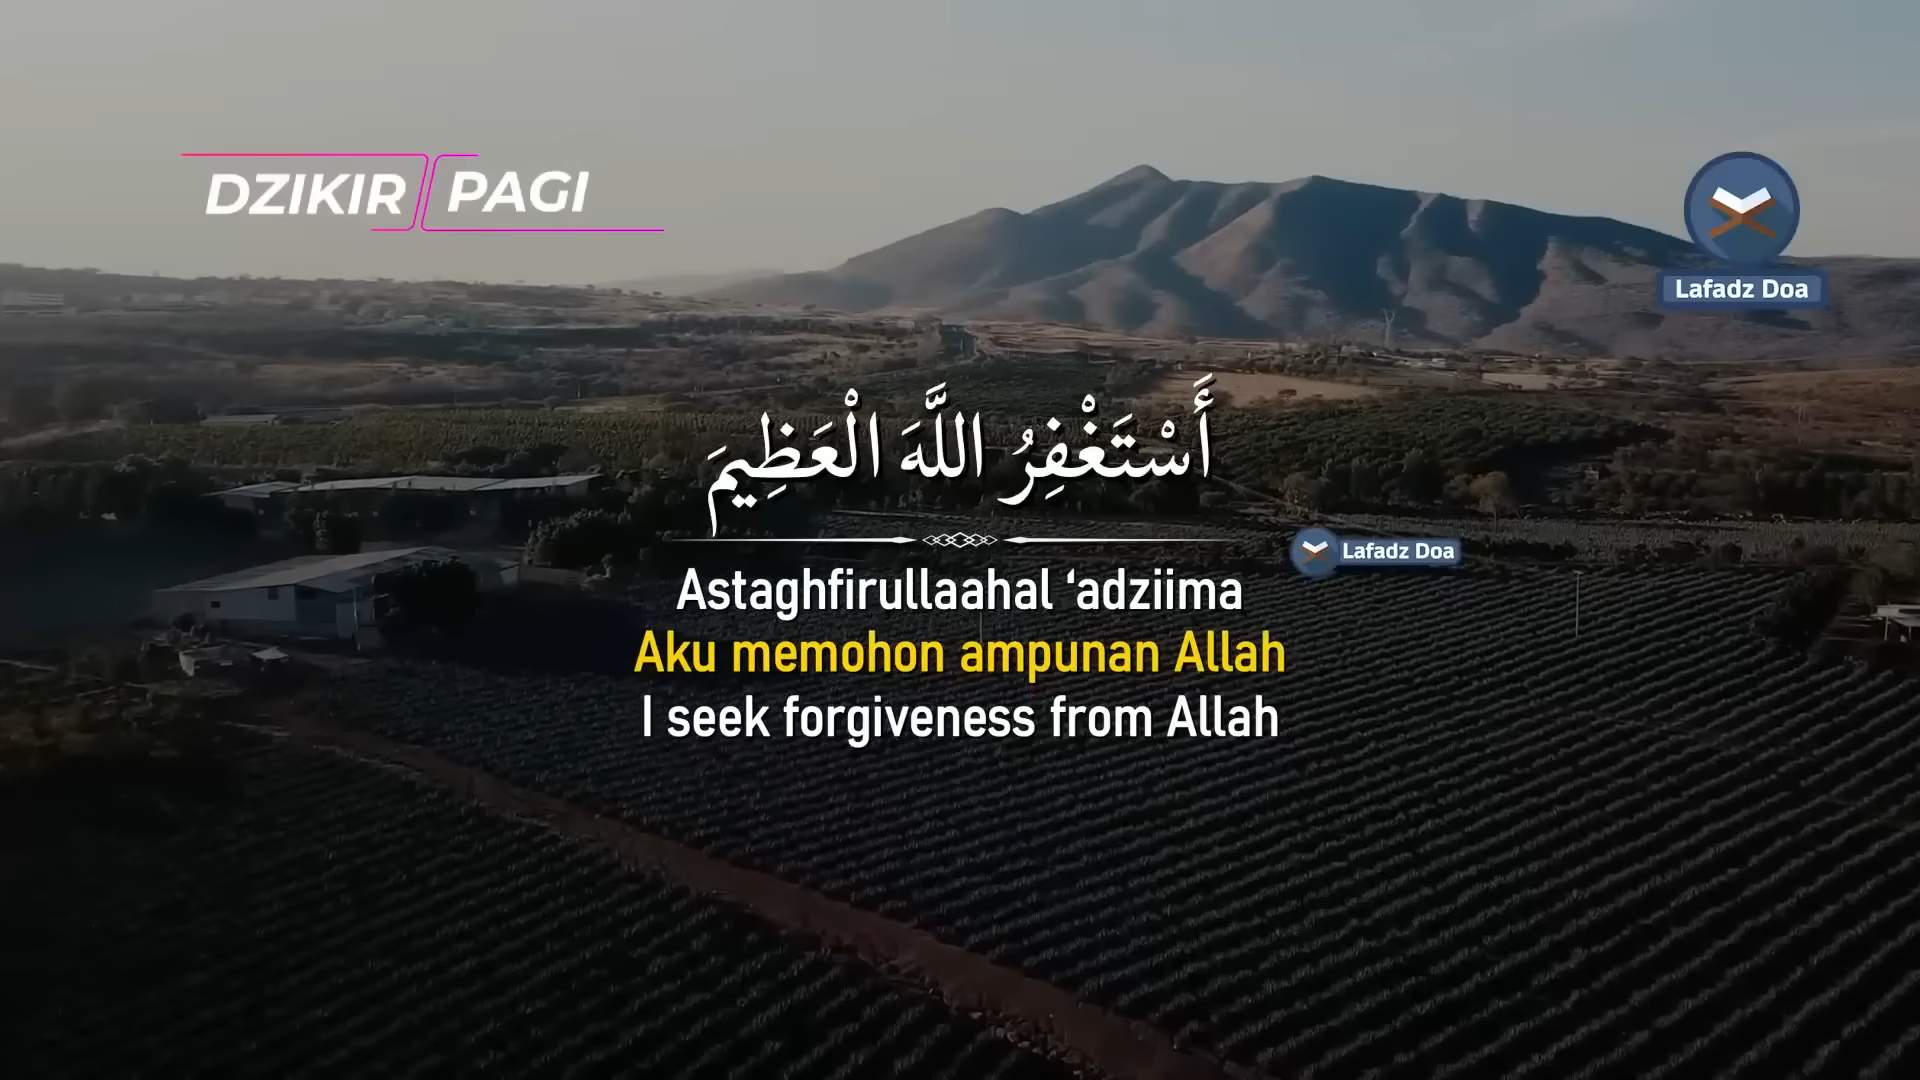 DZIKIR PAGI
Lafadz Doa
أَسْتَغْفِرُ اللَّهَ الْعَظِيمَ
Lafadz Doa
Astaghfirullaahal ‘adziima
Aku memohon ampunan Allah
I seek forgiveness from Allah